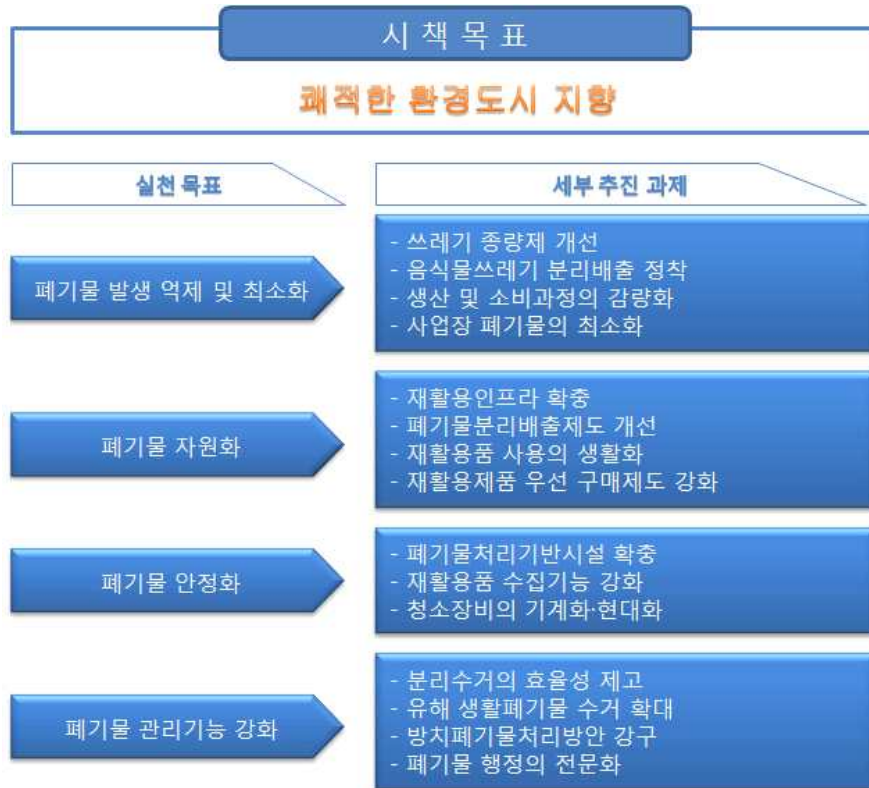 시책목표
쾌적한 환경도시 지향
실천 목표
세부 추진 과제
폐기물 발생 억제 및 최소화
- 쓰레기 종량제 개선
- 음식물쓰레기 분리배출 정착
- 생산 및 소비과정의 감량화
- 사업장 폐기물의 최소화
폐기물 자원화
- 재활용인프라 확충
- 폐기물분리배출제도 개선
- 재활용품 사용의 생활화
- 재활용제품 우선 구매제도 강화
폐기물 안정화
- 폐기물처리기반시설 확충
- 재활용품 수집기능 강화
- 청소장비의 기계화·현대화
폐기물 관리기능 강화
- 분리수거의 효율성 제고
- 유해 생활폐기물 수거 확대
- 방치폐기물처리방안 강구
- 폐기물 행정의 전문화